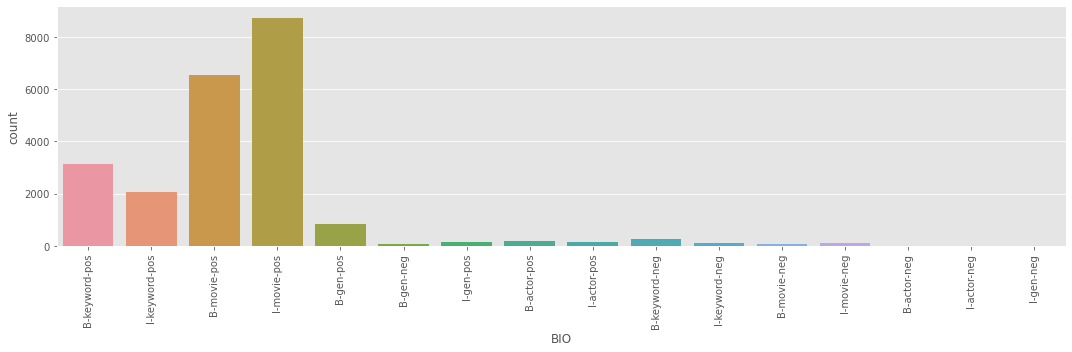 count
8000
6000
4000
2000
0
B-keyword-pos
I-keyword-pos
B-movie-pos
I-movie-pos
B-gen-pos
B-gen-neg
I-gen-pos
B-actor-pos
I-actor-pos
B-keyword-neg
I-keyword-neg
B-movie-neg
I-movie-neg
B-actor-neg
I-actor-neg
I-gen-neg
BIO